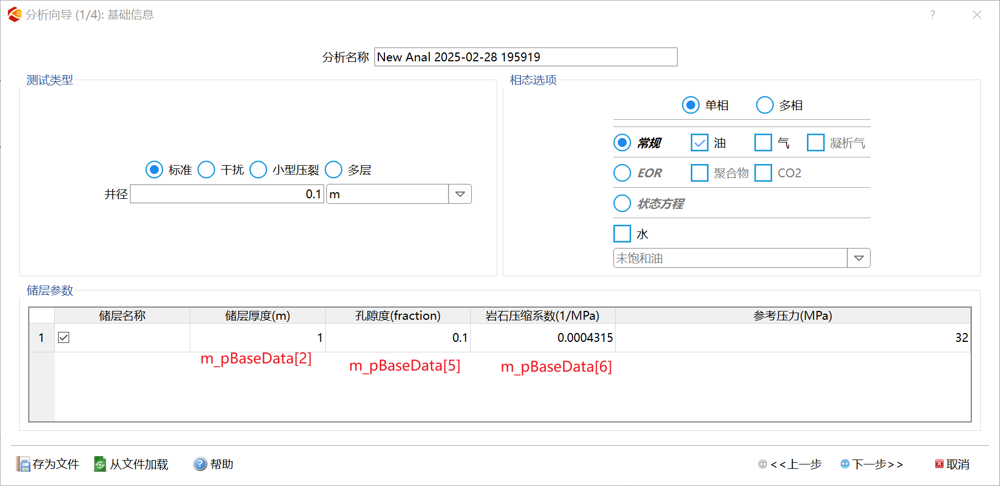 分析向导 (1/4): 基础信息
?
分析名称 New Anal 2025-02-28 195919
测试类型
标准 干扰 小型压裂 多层
井径 0.1 m
相态选项
单相 多相
常规 油 气 凝析气
EOR 聚合物 CO2
状态方程
水
未饱和油
储层参数
储层名称 储层厚度(m) 孔隙度(fraction) 岩石压缩系数(1/MPa) 参考压力(MPa)
1 1 0.1 0.0004315 32
m_pBaseData[2] m_pBaseData[5] m_pBaseData[6]
存为文件 从文件加载 帮助 <<上一步 下一步>> 取消